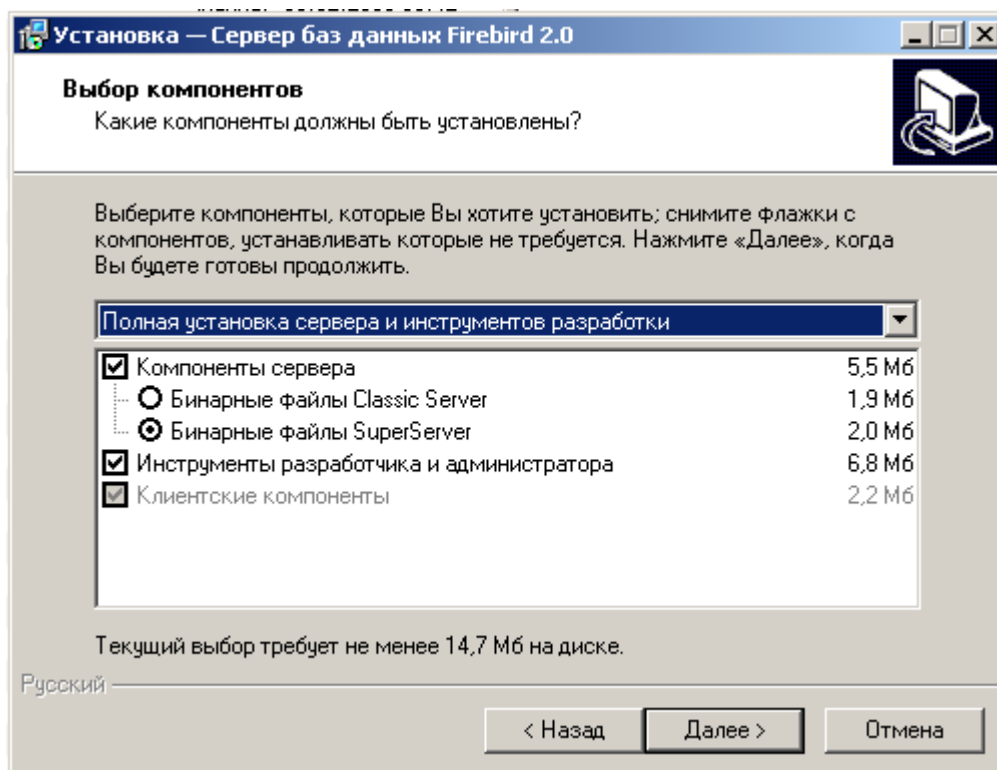 Установка — Сервер баз данных Firebird 2.0
Выбор компонентов
Какие компоненты должны быть установлены?
Выберите компоненты, которые Вы хотите установить; снимите флажки с
компонентов, устанавливать которые не требуется. Нажмите «Далее», когда
Вы будете готовы продолжить.
Полная установка сервера и инструментов разработки
Компоненты сервера 5,5 Мб
Бинарные файлы Classic Server 1,9 Мб
Бинарные файлы SuperServer 2,0 Мб
Инструменты разработчика и администратора 6,8 Мб
Клиентские компоненты 2,2 Мб
Текущий выбор требует не менее 14,7 Мб на диске.
Русский
< Назад Далее > Отмена